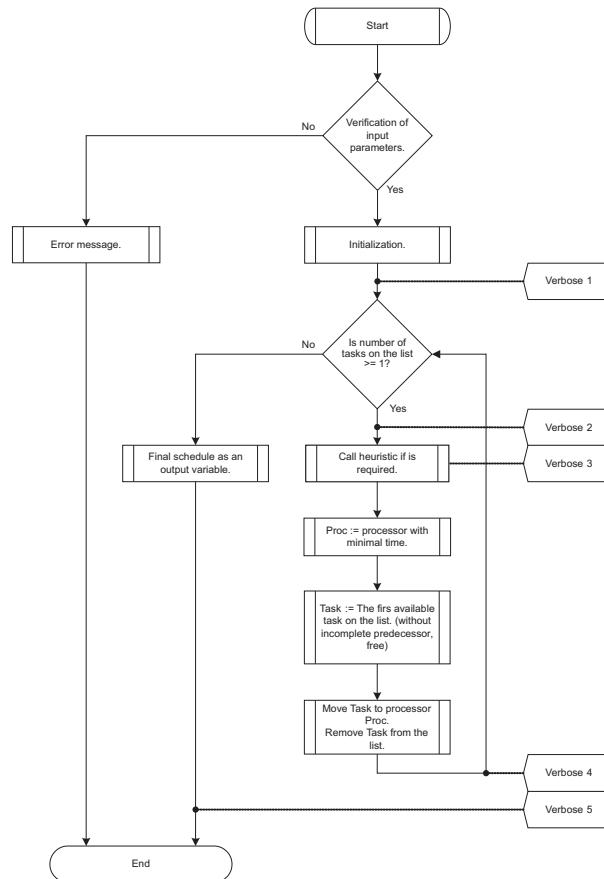 Start
Verification of
input
parameters.
No
Yes
Error message.
Initialization.
Verbose 1
Is number of
tasks on the list
>= 1?
No
Yes
Verbose 2
Final schedule as an
output variable.
Call heuristic if is
required.
Verbose 3
Proc := processor with
minimal time.
Task := The firs available
task on the list. (without
incomplete predecessor,
free)
Move Task to processor
Proc.
Remove Task from the
list.
Verbose 4
Verbose 5
End